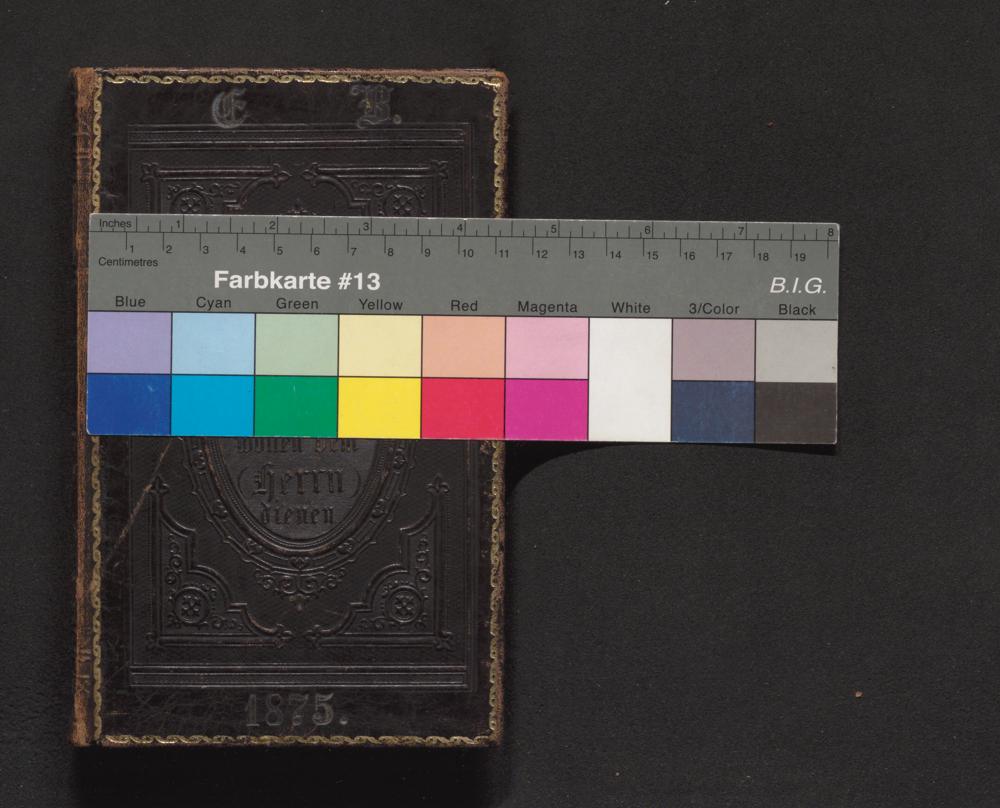 E. B.
Inches 1 2 3 4 5 6 7 8
1 2 3 4 5 6 7 8 9 10 11 12 13 14 15 16 17 18 19
Centimetres
Farbkarte #13
B.I.G.
Blue Cyan Green Yellow Red Magenta White 3/Color Black
wollen dem
Herrn
dienen
1875.